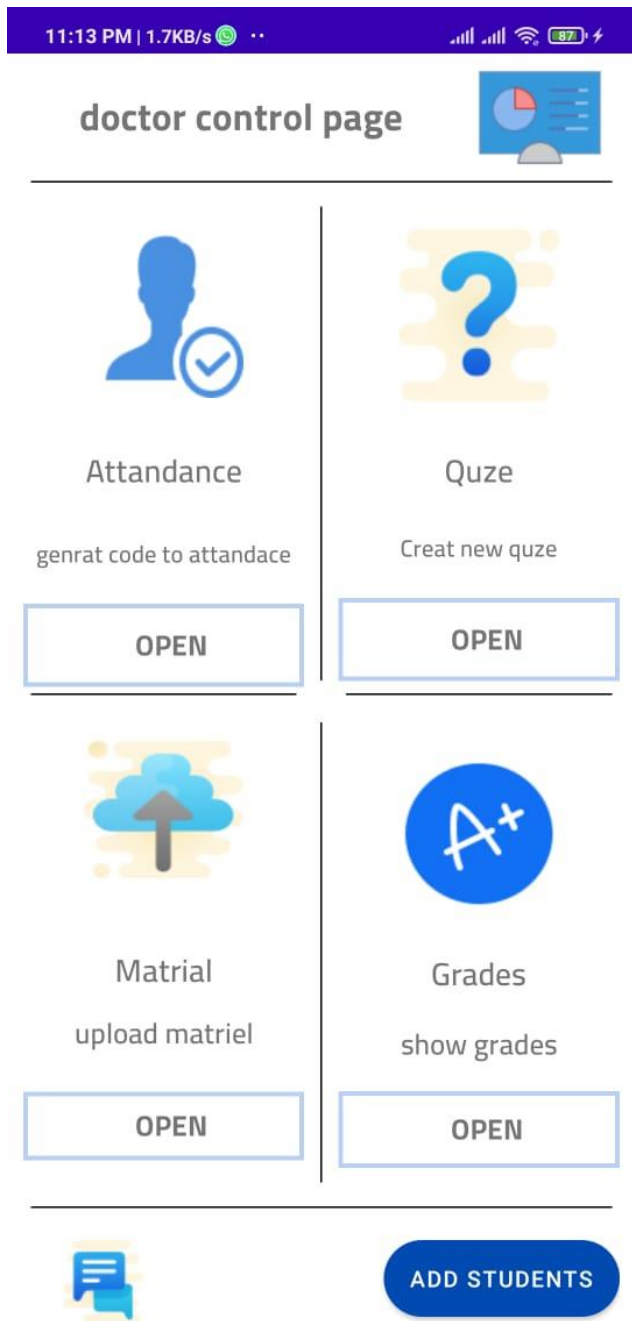 11:13 PM | 1.7KB/s
87
doctor control page
Attandance
genrat code to attandace
OPEN
Quze
Creat new quze
OPEN
Matrial
upload matriel
OPEN
A+
Grades
show grades
OPEN
ADD STUDENTS